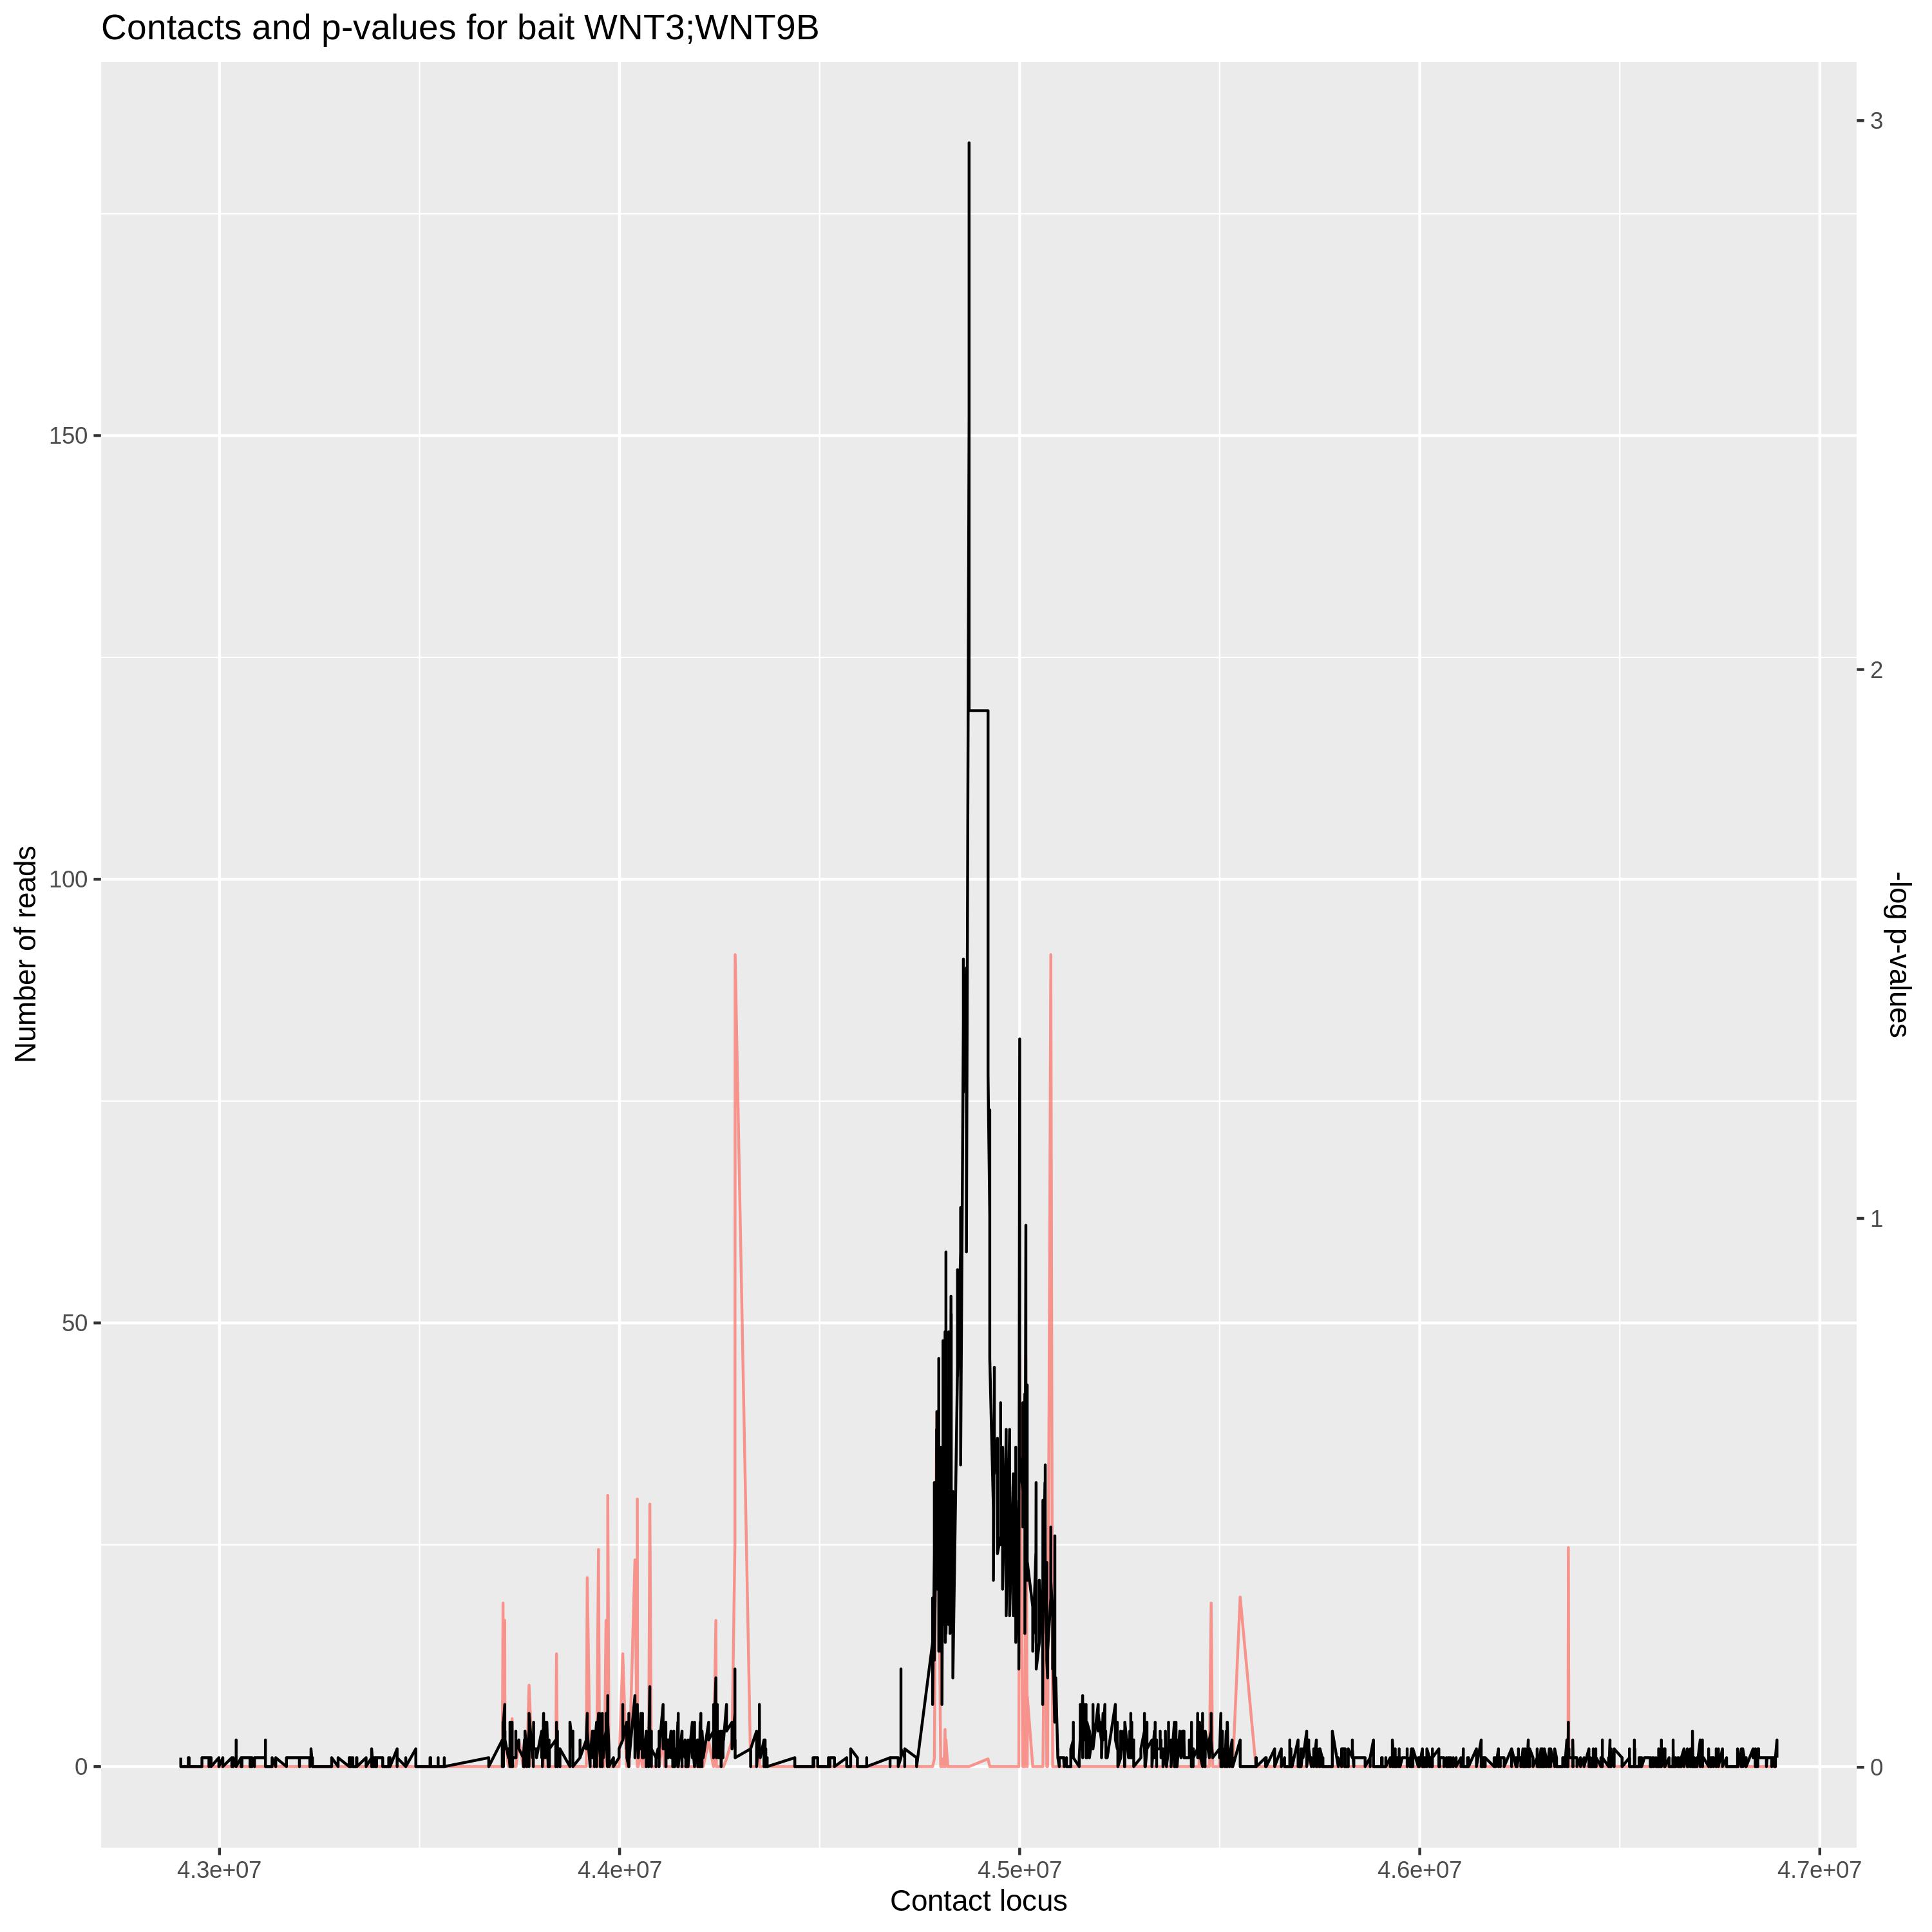 Contacts and p-values for bait WNT3;WNT9B
3
150
2
100
Number of reads
-log p-values
1
50
0
0
4.3e+07 4.4e+07 4.5e+07 4.6e+07 4.7e+07
Contact locus